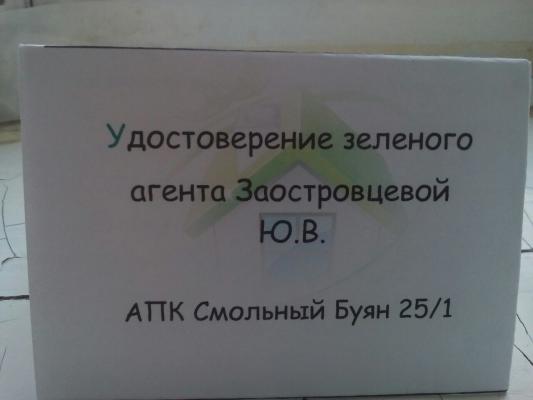 Удостоверение зеленого
агента Заостровцевой
Ю.В.
АПК Смольный Буян 25/1